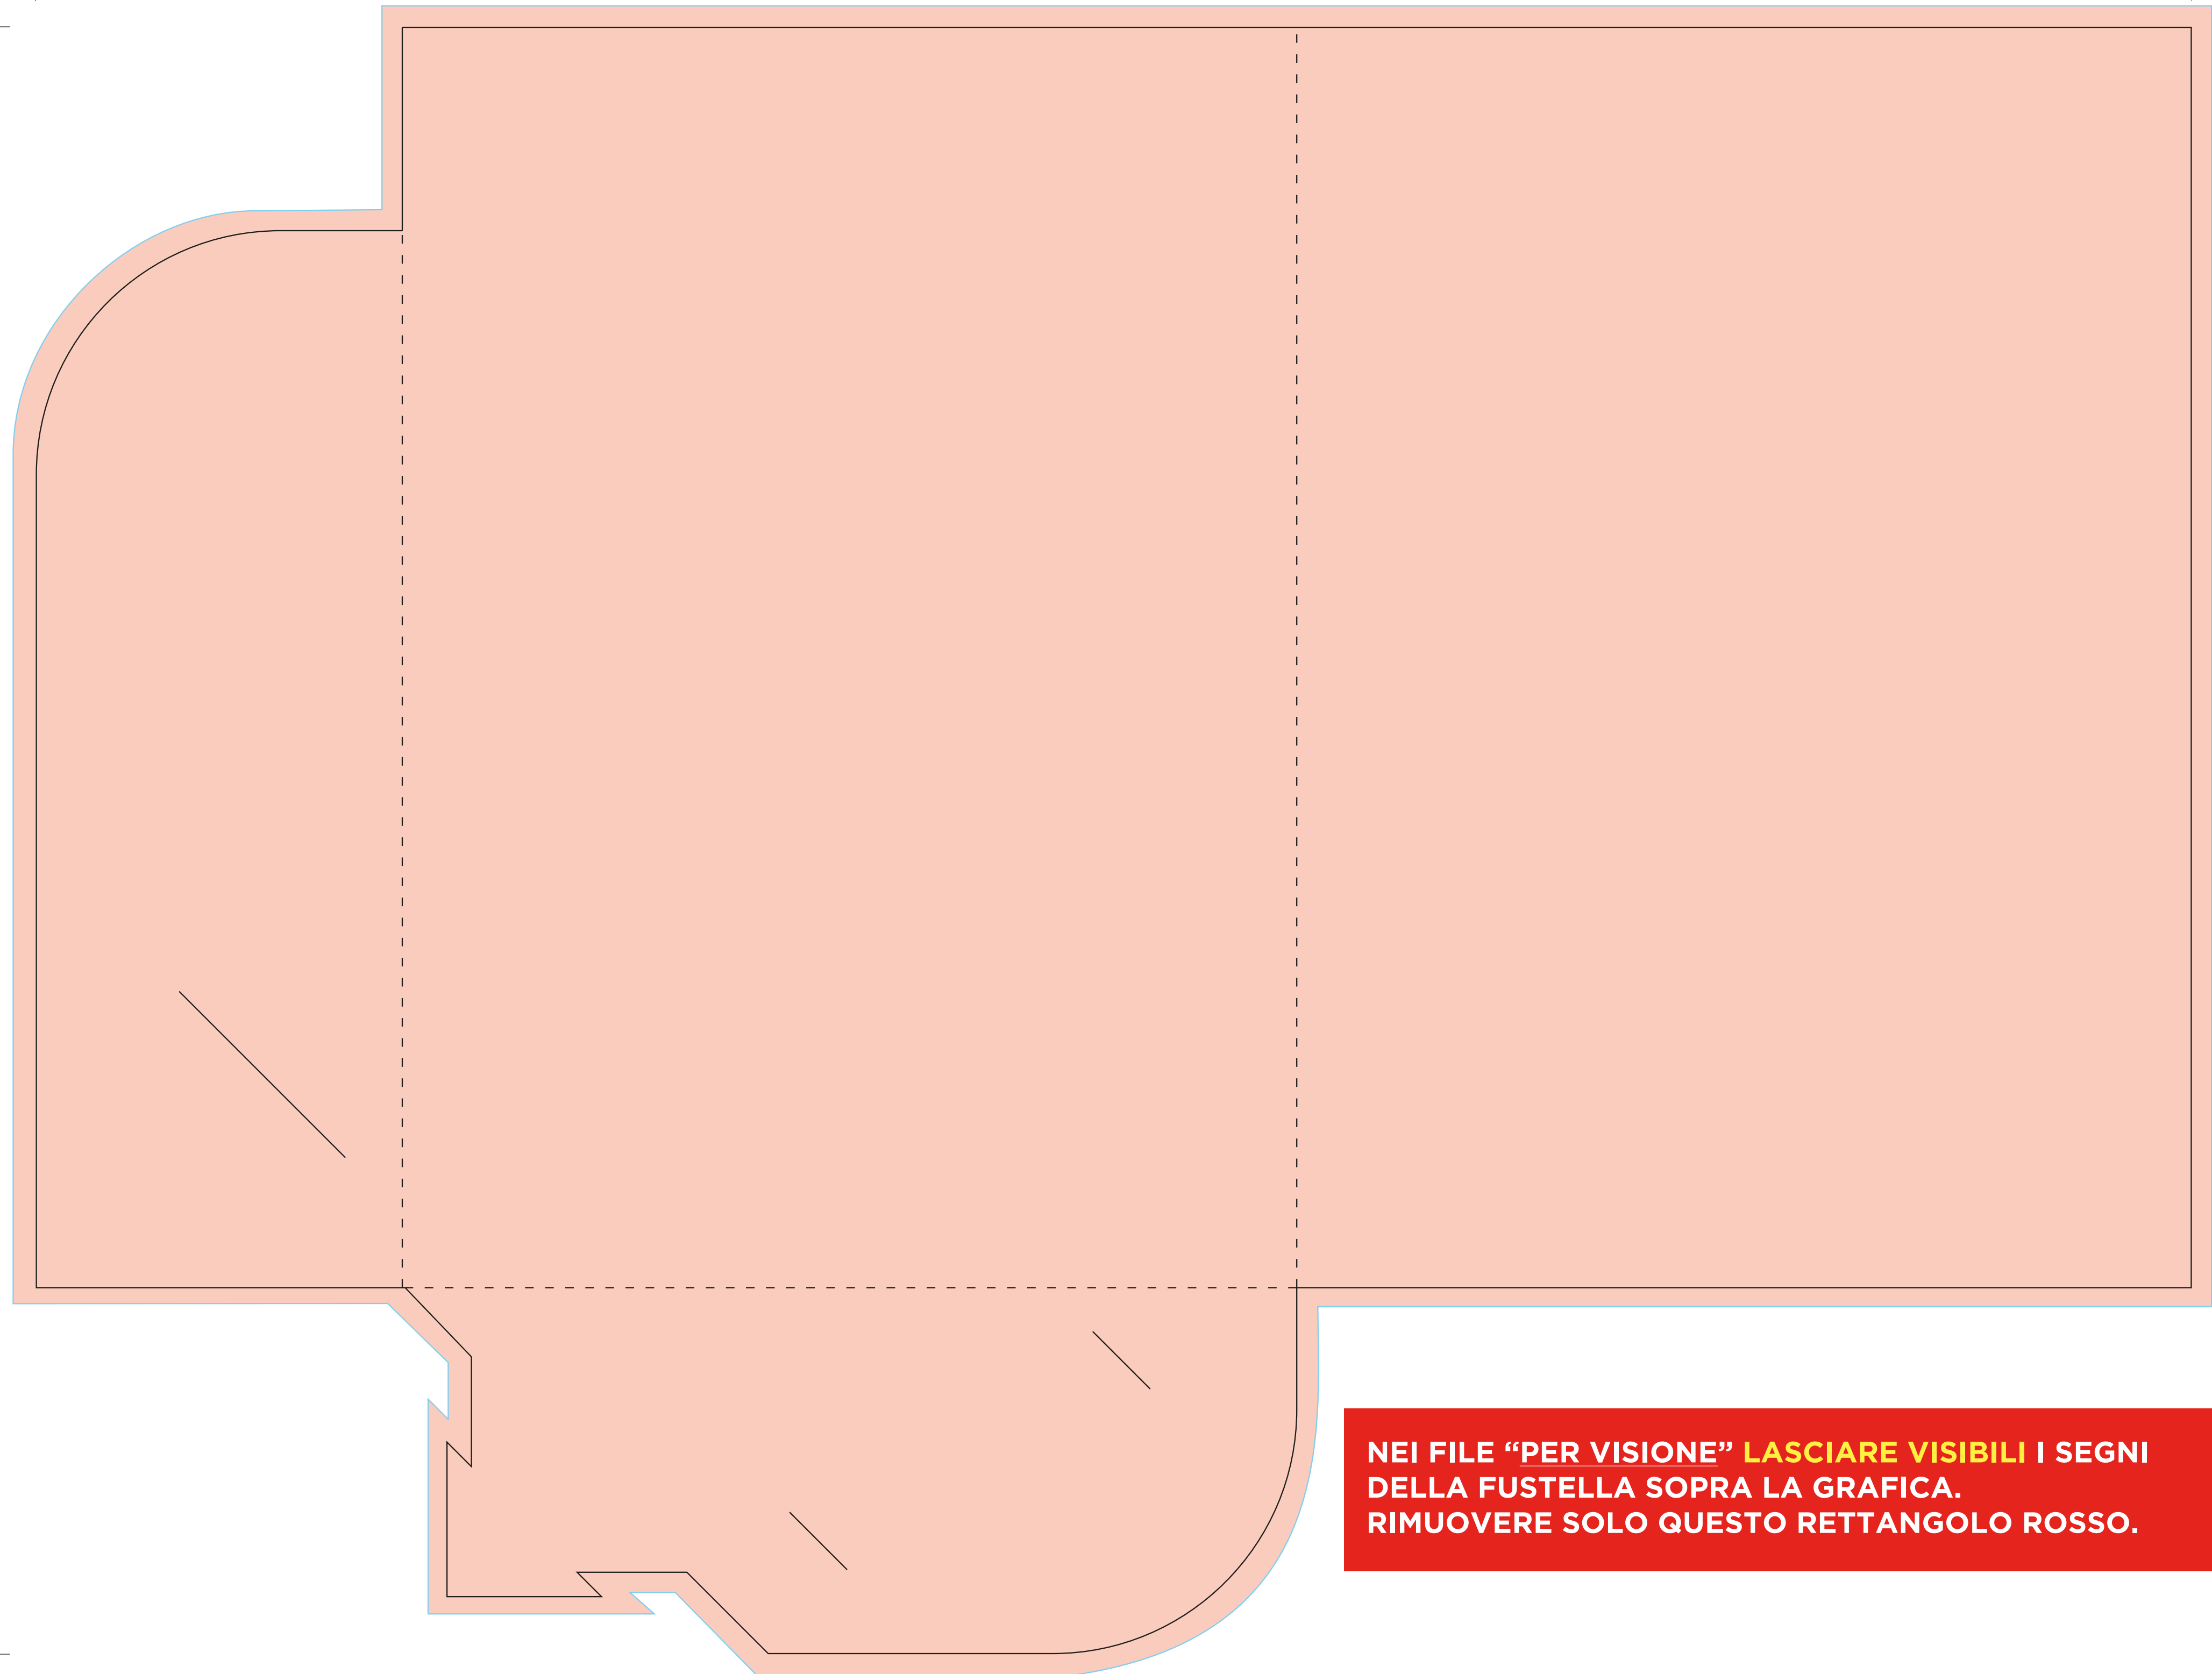 NEI FILE “PER VISIONE” LASCIARE VISIBILI I SEGNI
DELLA FUSTELLA SOPRA LA GRAFICA.
RIMUOVERE SOLO QUESTO RETTANGOLO ROSSO.